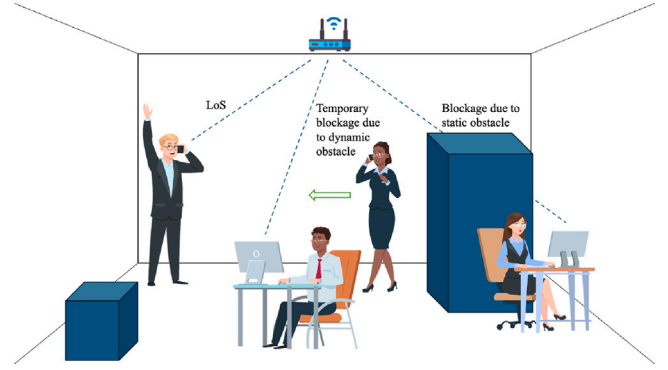 LoS
Temporary
blockage due
to dynamic
obstacle
Blockage due to
static obstacle